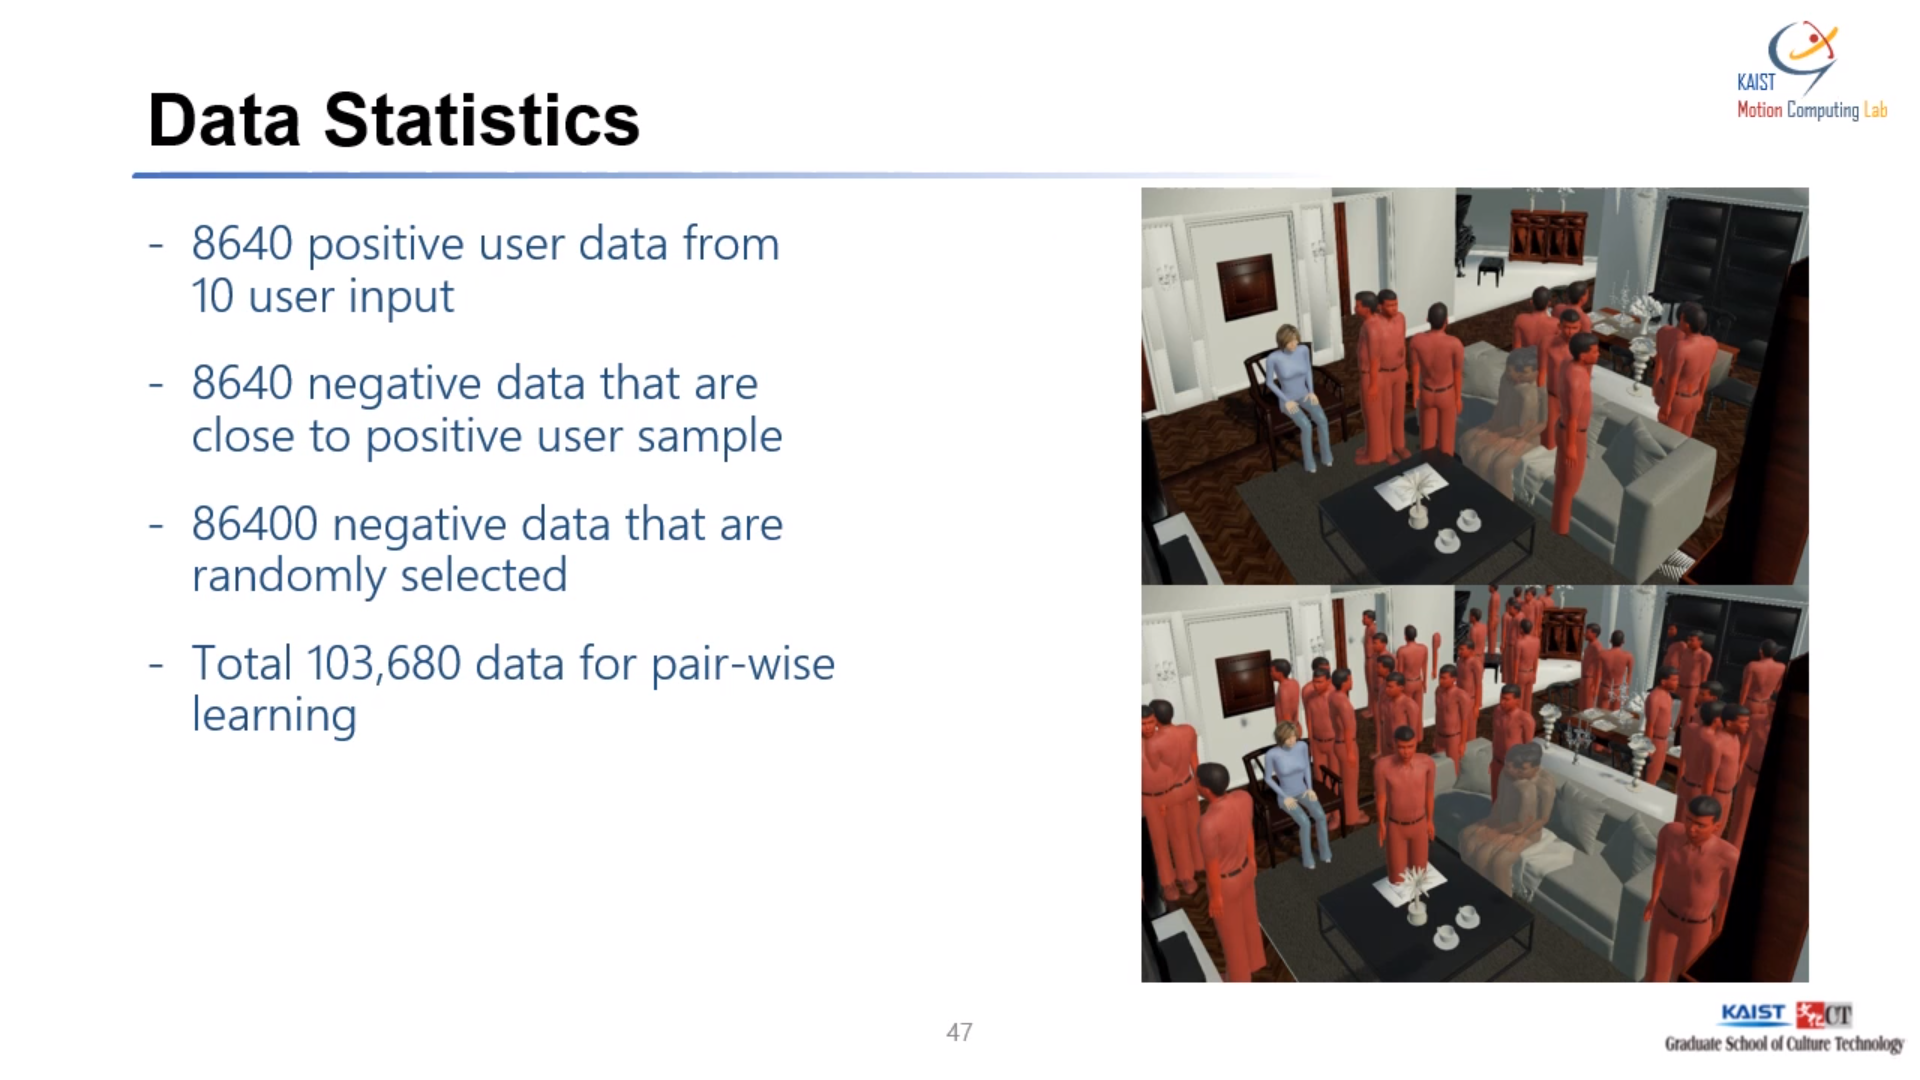 KAIST
Motion Computing Lab
Data Statistics
- 8640 positive user data from
10 user input
- 8640 negative data that are
close to positive user sample
- 86400 negative data that are
randomly selected
- Total 103,680 data for pair-wise
learning
47
KAIST 文化 CT
Graduate School of Culture Technology